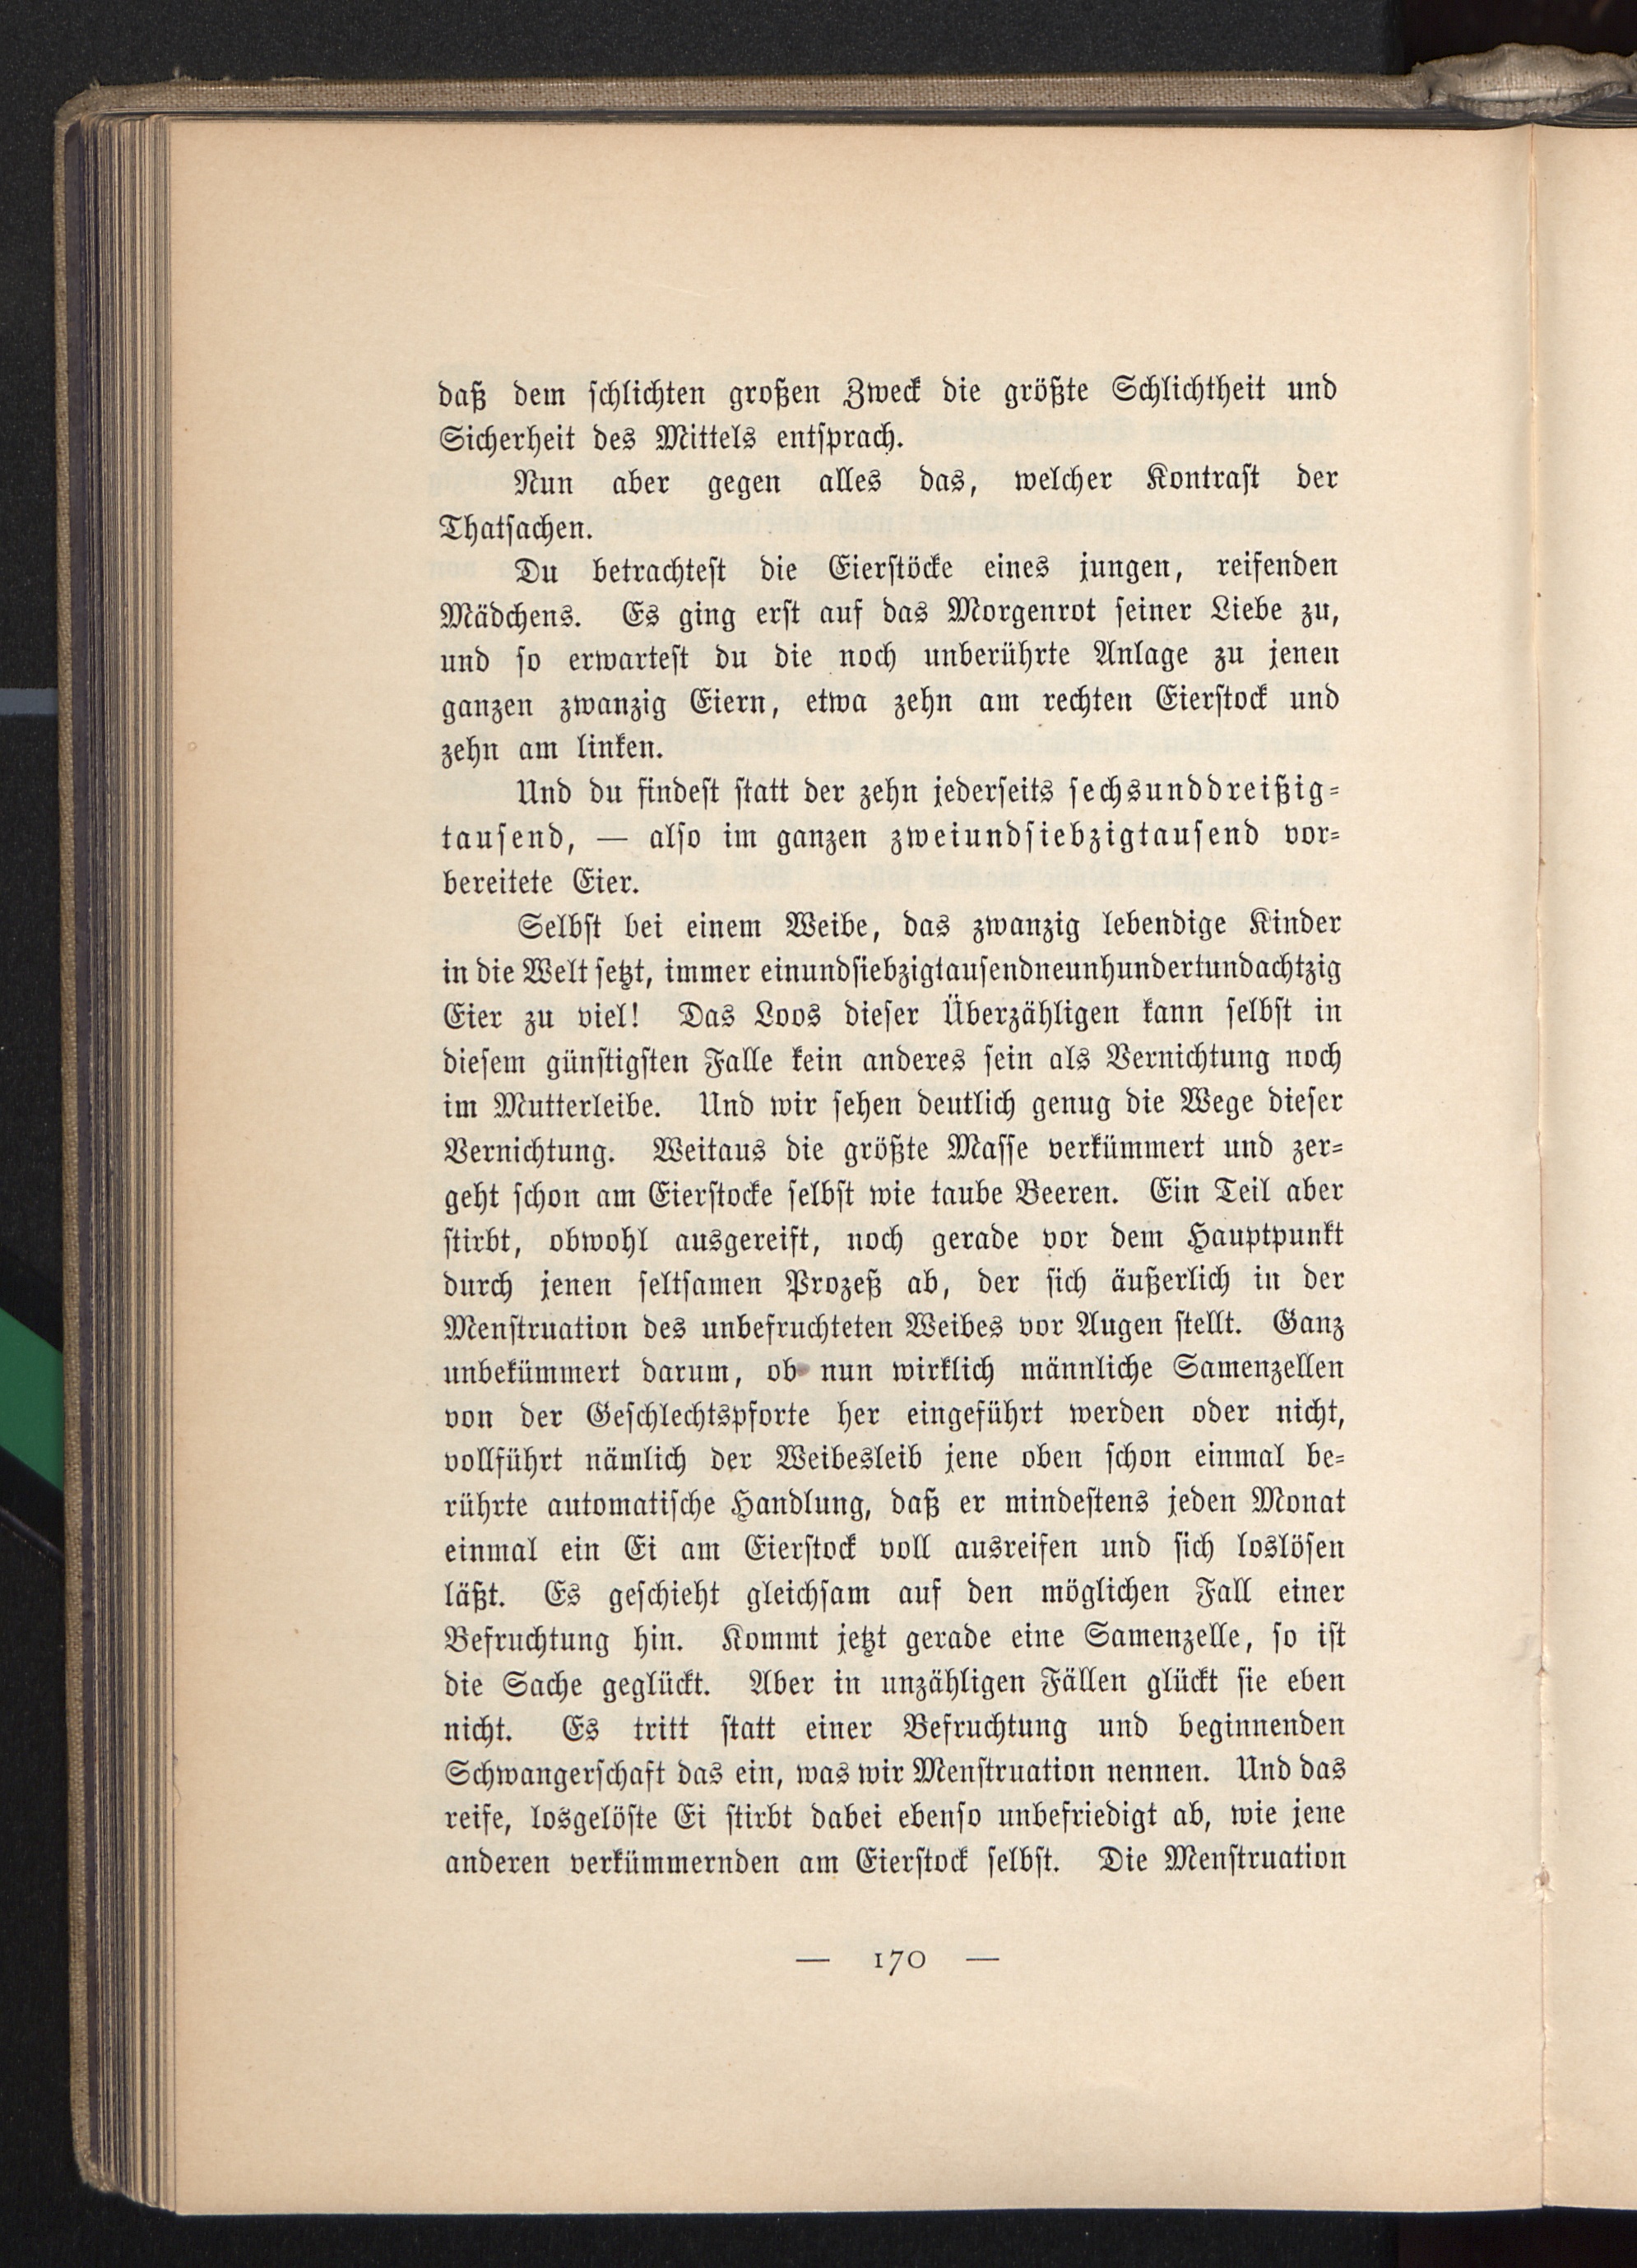 daß dem schlichten großen Zweck die größte Schlichtheit und
Sicherheit des Mittels entsprach.
Nun aber gegen alles das, welcher Kontrast der
Thatsachen.
Du betrachtest die Eierstöcke eines jungen, reifenden
Mädchens. Es ging erst auf das Morgenrot seiner Liebe zu,
und so erwartest du die noch unberührte Anlage zu jenen
ganzen zwanzig Eiern, etwa zehn am rechten Eierstock und
zehn am linken.
Und du findest statt der zehn jederseits sechsunddreißig-
tausend, — also im ganzen zweiundsiebzigtausend vor-
bereitete Eier.
Selbst bei einem Weibe, das zwanzig lebendige Kinder
in die Welt setzt, immer einundsiebzigtausendneunhundertundachtzig
Eier zu viel! Das Loos dieser Überzähligen kann selbst in
diesem günstigsten Falle kein anderes sein als Vernichtung noch
im Mutterleibe. Und wir sehen deutlich genug die Wege dieser
Vernichtung. Weitaus die größte Masse verkümmert und zer-
geht schon am Eierstocke selbst wie taube Beeren. Ein Teil aber
stirbt, obwohl ausgereift, noch gerade vor dem Hauptpunkt
durch jenen seltsamen Prozeß ab, der sich äußerlich in der
Menstruation des unbefruchteten Weibes vor Augen stellt. Ganz
unbekümmert darum, ob nun wirklich männliche Samenzellen
von der Geschlechtspforte her eingeführt werden oder nicht,
vollführt nämlich der Weibesleib jene oben schon einmal be-
rührte automatische Handlung, daß er mindestens jeden Monat
einmal ein Ei am Eierstock voll ausreifen und sich loslösen
läßt. Es geschieht gleichsam auf den möglichen Fall einer
Befruchtung hin. Kommt jetzt gerade eine Samenzelle, so ist
die Sache geglückt. Aber in unzähligen Fällen glückt sie eben
nicht. Es tritt statt einer Befruchtung und beginnenden
Schwangerschaft das ein, was wir Menstruation nennen. Und das
reife, losgelöste Ei stirbt dabei ebenso unbefriedigt ab, wie jene
anderen verkümmernden am Eierstock selbst. Die Menstruation
— 170 —